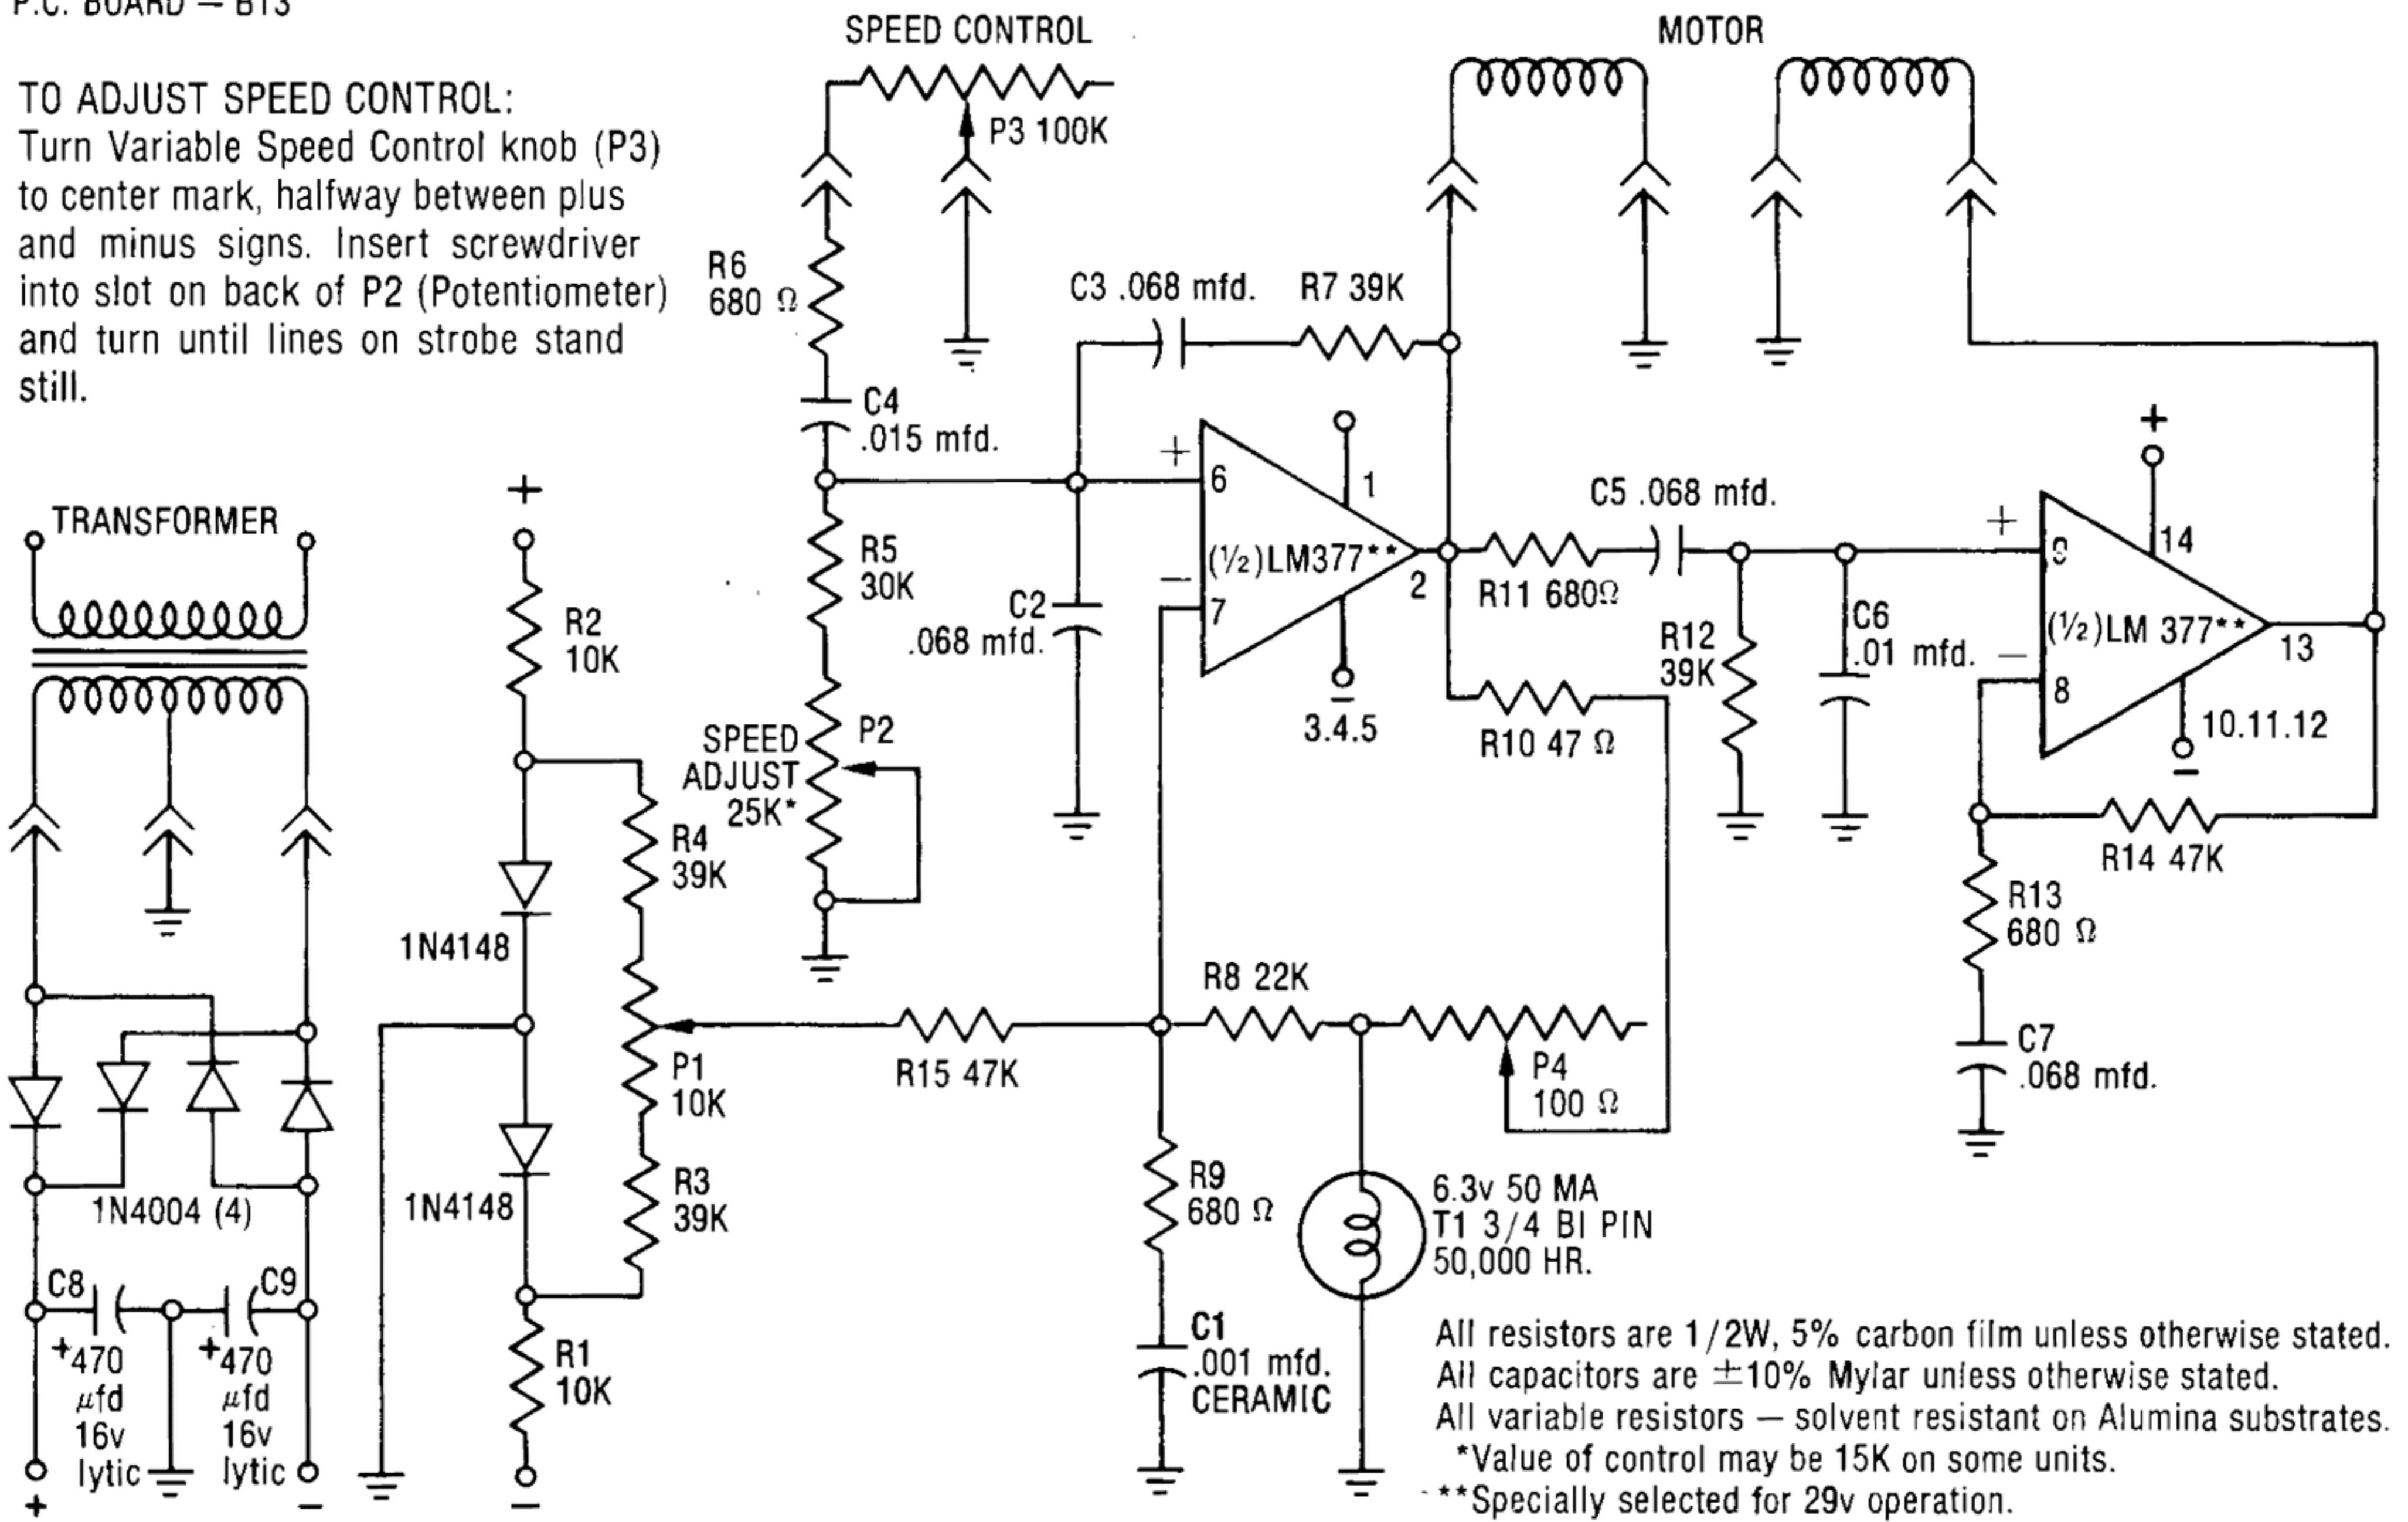 P.C. BOARD — BT3
TO ADJUST SPEED CONTROL:
Turn Variable Speed Control knob (P3)
to center mark, halfway between plus
and minus signs. Insert screwdriver
into slot on back of P2 (Potentiometer)
and turn until lines on strobe stand
still.
SPEED CONTROL
P3 100K
MOTOR
R6
680 Ω
C3 .068 mfd.
R7 39K
C4
.015 mfd.
+
6
1
(½)LM377**
−
7
2
−
3.4.5
C5 .068 mfd.
R11 680Ω
+
+
9
14
(½)LM 377**
13
−
8
10.11.12
−
TRANSFORMER
+
R2
10K
R5
30K
C2
.068 mfd.
R12
39K
C6
.01 mfd.
R10 47 Ω
SPEED
ADJUST
25K*
P2
R4
39K
R14 47K
R13
680 Ω
1N4148
R8 22K
P1
10K
R15 47K
P4
100 Ω
C7
.068 mfd.
1N4004 (4)
1N4148
R3
39K
R9
680 Ω
6.3v 50 MA
T1 3/4 BI PIN
50,000 HR.
C8
+470
µfd
16v
lytic
+
C9
+470
µfd
16v
lytic
−
R1
10K
−
C1
.001 mfd.
CERAMIC
All resistors are 1/2W, 5% carbon film unless otherwise stated.
All capacitors are ±10% Mylar unless otherwise stated.
All variable resistors — solvent resistant on Alumina substrates.
*Value of control may be 15K on some units.
**Specially selected for 29v operation.